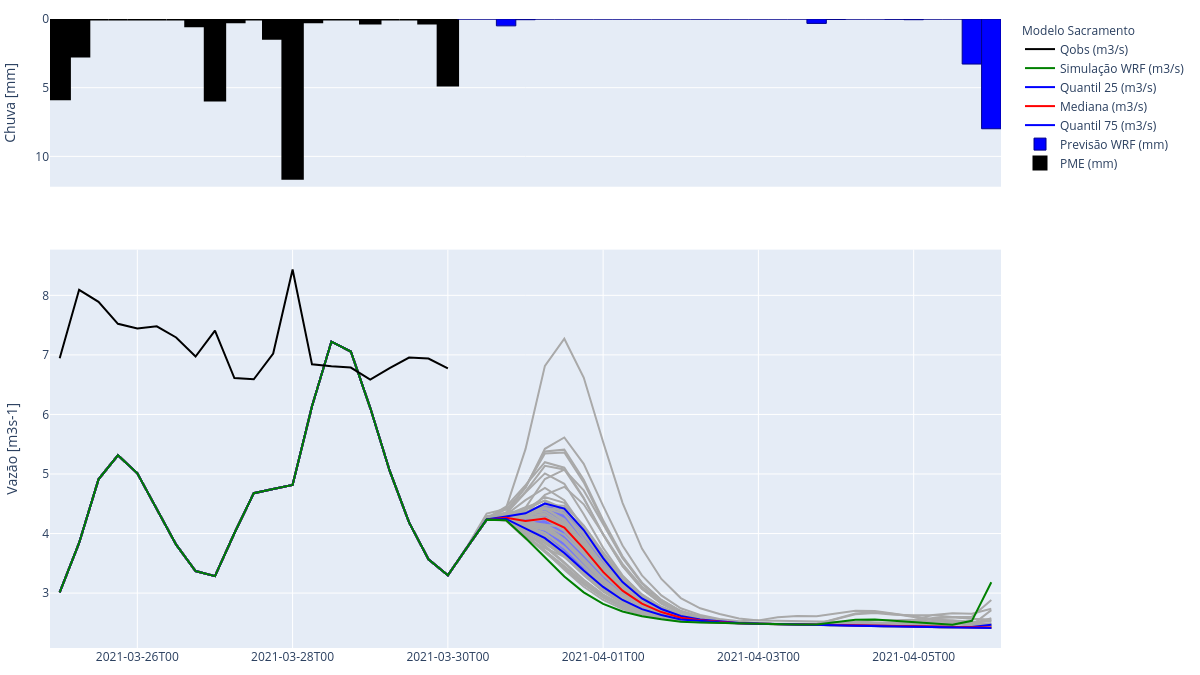 0
5
10
Chuva [mm]
Modelo Sacramento
Qobs (m3/s)
Simulação WRF (m3/s)
Quantil 25 (m3/s)
Mediana (m3/s)
Quantil 75 (m3/s)
Previsão WRF (mm)
PME (mm)
8
7
6
5
4
3
Vazão [m3s-1]
2021-03-26T00
2021-03-28T00
2021-03-30T00
2021-04-01T00
2021-04-03T00
2021-04-05T00